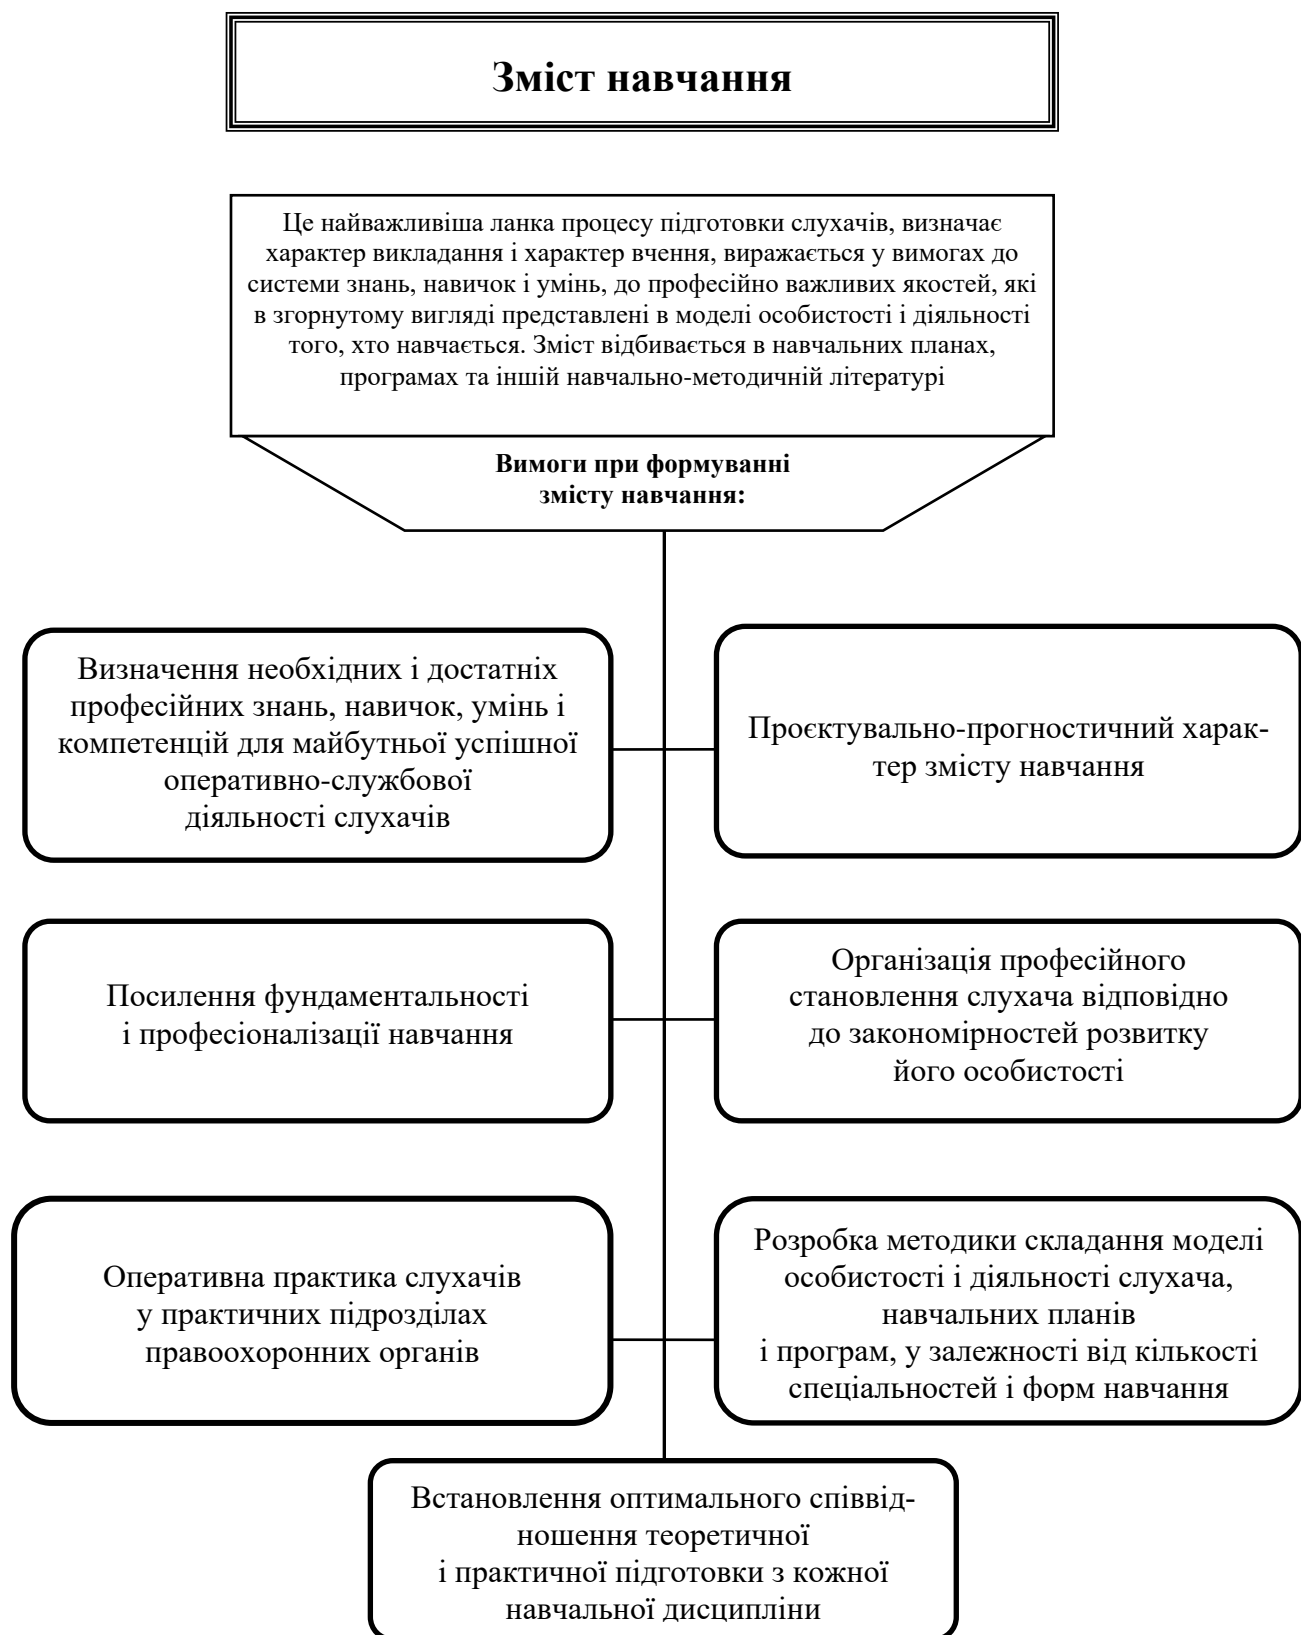 Зміст навчання
Це найважливіша ланка процесу підготовки слухачів, визначає
характер викладання і характер вчення, виражається у вимогах до
системи знань, навичок і умінь, до професійно важливих якостей, які
в згорнутому вигляді представлені в моделі особистості і діяльності
того, хто навчається. Зміст відбивається в навчальних планах,
програмах та іншій навчально-методичній літературі
Вимоги при формуванні
змісту навчання:
Визначення необхідних і достатніх
професійних знань, навичок, умінь і
компетенцій для майбутньої успішної
оперативно-службової
діяльності слухачів
Проєктувально-прогностичний харак-
тер змісту навчання
Посилення фундаментальності
і професіоналізації навчання
Організація професійного
становлення слухача відповідно
до закономірностей розвитку
його особистості
Оперативна практика слухачів
у практичних підрозділах
правоохоронних органів
Розробка методики складання моделі
особистості і діяльності слухача,
навчальних планів
і програм, у залежності від кількості
спеціальностей і форм навчання
Встановлення оптимального співвід-
ношення теоретичної
і практичної підготовки з кожної
навчальної дисципліни